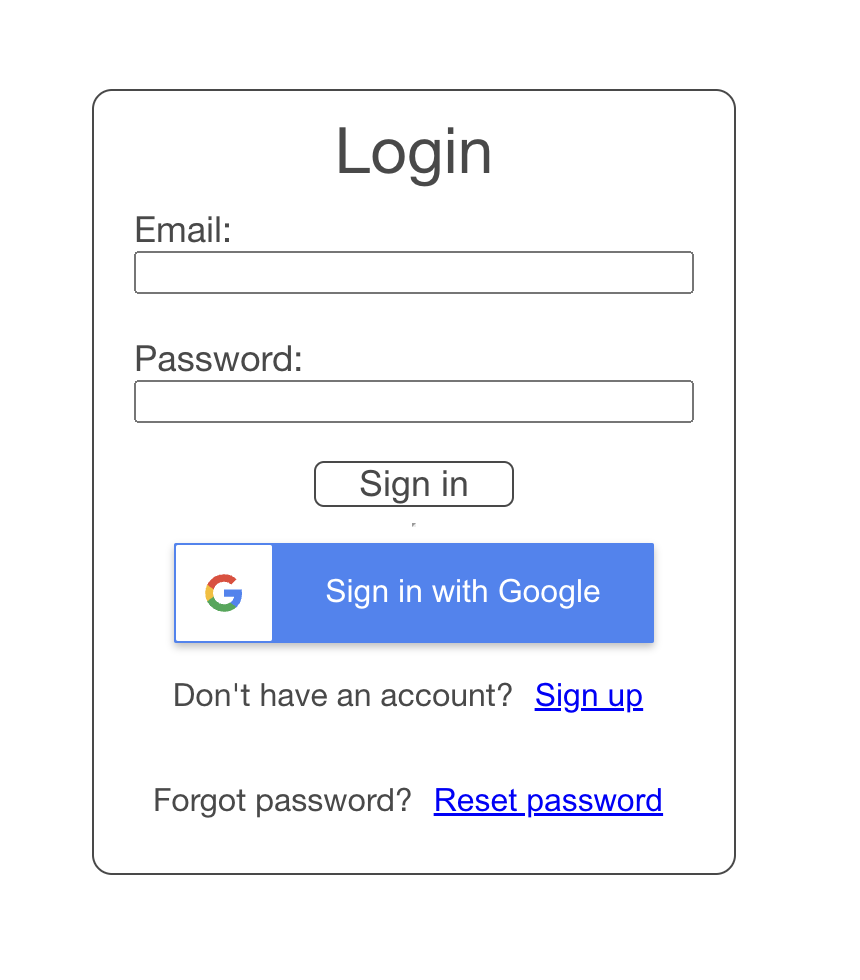 Login
Email:
Password:
Sign in
Sign in with Google
Don't have an account? Sign up
Forgot password? Reset password